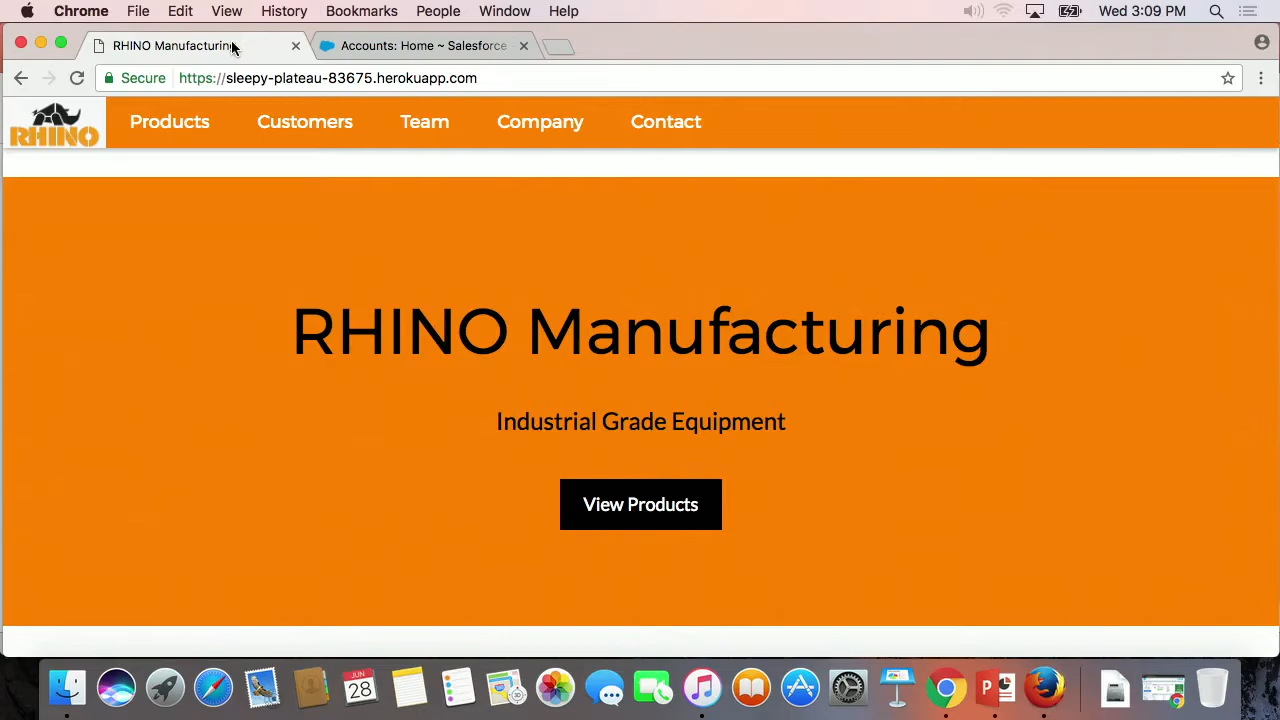 Chrome File Edit View History Bookmarks People Window Help Wed 3:09 PM
RHINO Manufacturing Accounts: Home ~ Salesforce
Secure https://sleepy-plateau-83675.herokuapp.com
RHINO Products Customers Team Company Contact
RHINO Manufacturing
Industrial Grade Equipment
View Products
JUN
28